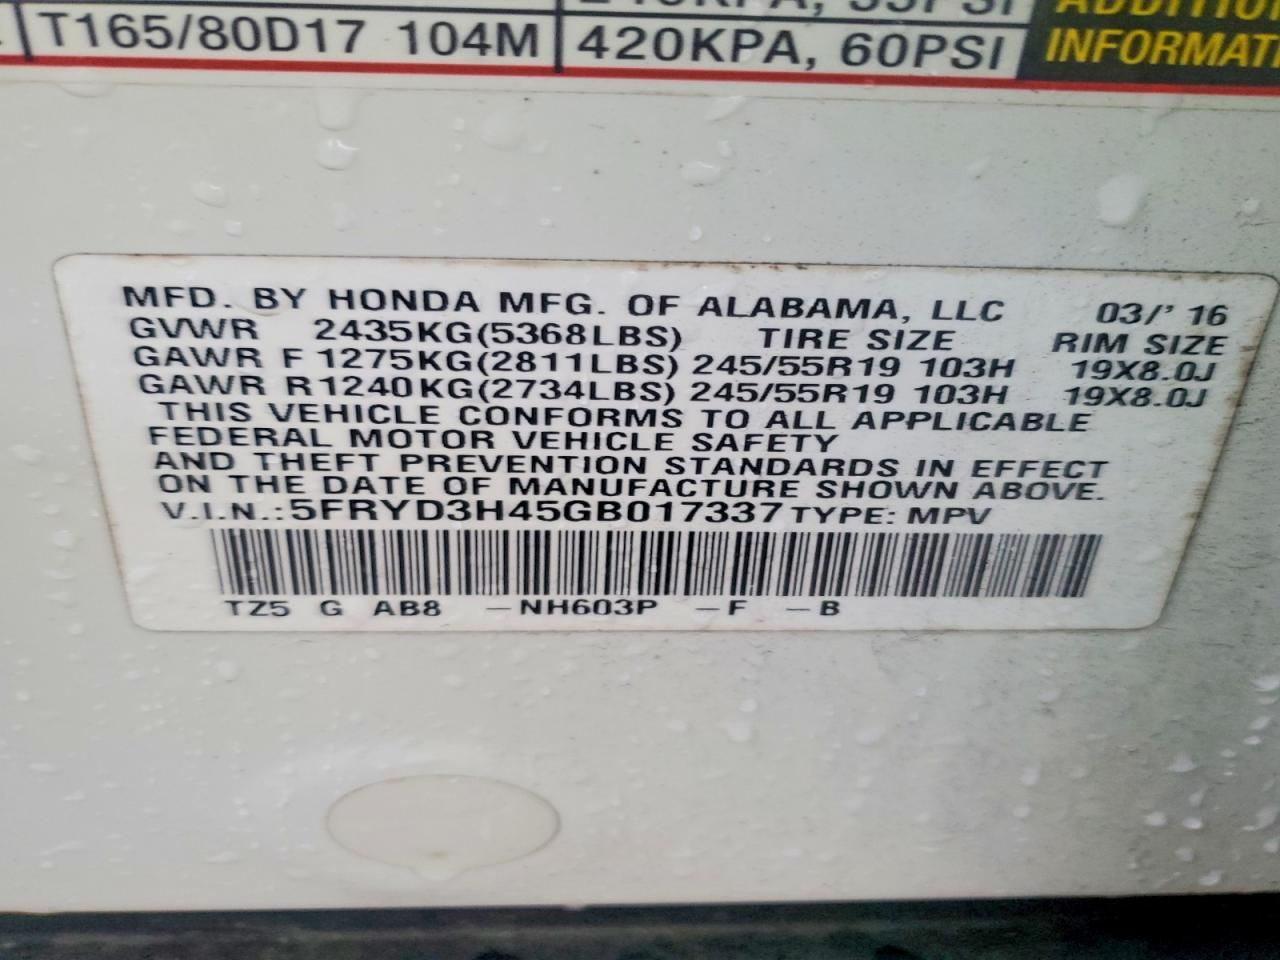 T165/80D17 104M 420KPA, 60PSI INFORMATI
MFD. BY HONDA MFG. OF ALABAMA, LLC 03/' 16
GVWR 2435KG(5368LBS) TIRE SIZE RIM SIZE
GAWR F 1275KG(2811LBS) 245/55R19 103H 19X8.0J
GAWR R1240KG(2734LBS) 245/55R19 103H 19X8.0J
THIS VEHICLE CONFORMS TO ALL APPLICABLE
FEDERAL MOTOR VEHICLE SAFETY
AND THEFT PREVENTION STANDARDS IN EFFECT
ON THE DATE OF MANUFACTURE SHOWN ABOVE.
V.I.N.:5FRYD3H45GB017337 TYPE: MPV
TZ5 G AB8 -NH603P -F -B